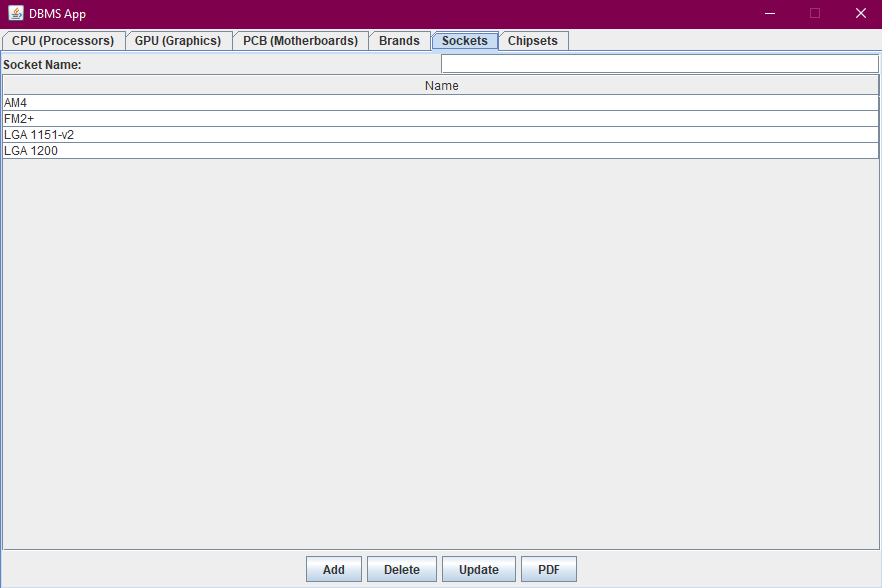 DBMS App
CPU (Processors) GPU (Graphics) PCB (Motherboards) Brands Sockets Chipsets
Socket Name:
Name
AM4
FM2+
LGA 1151-v2
LGA 1200
Add Delete Update PDF